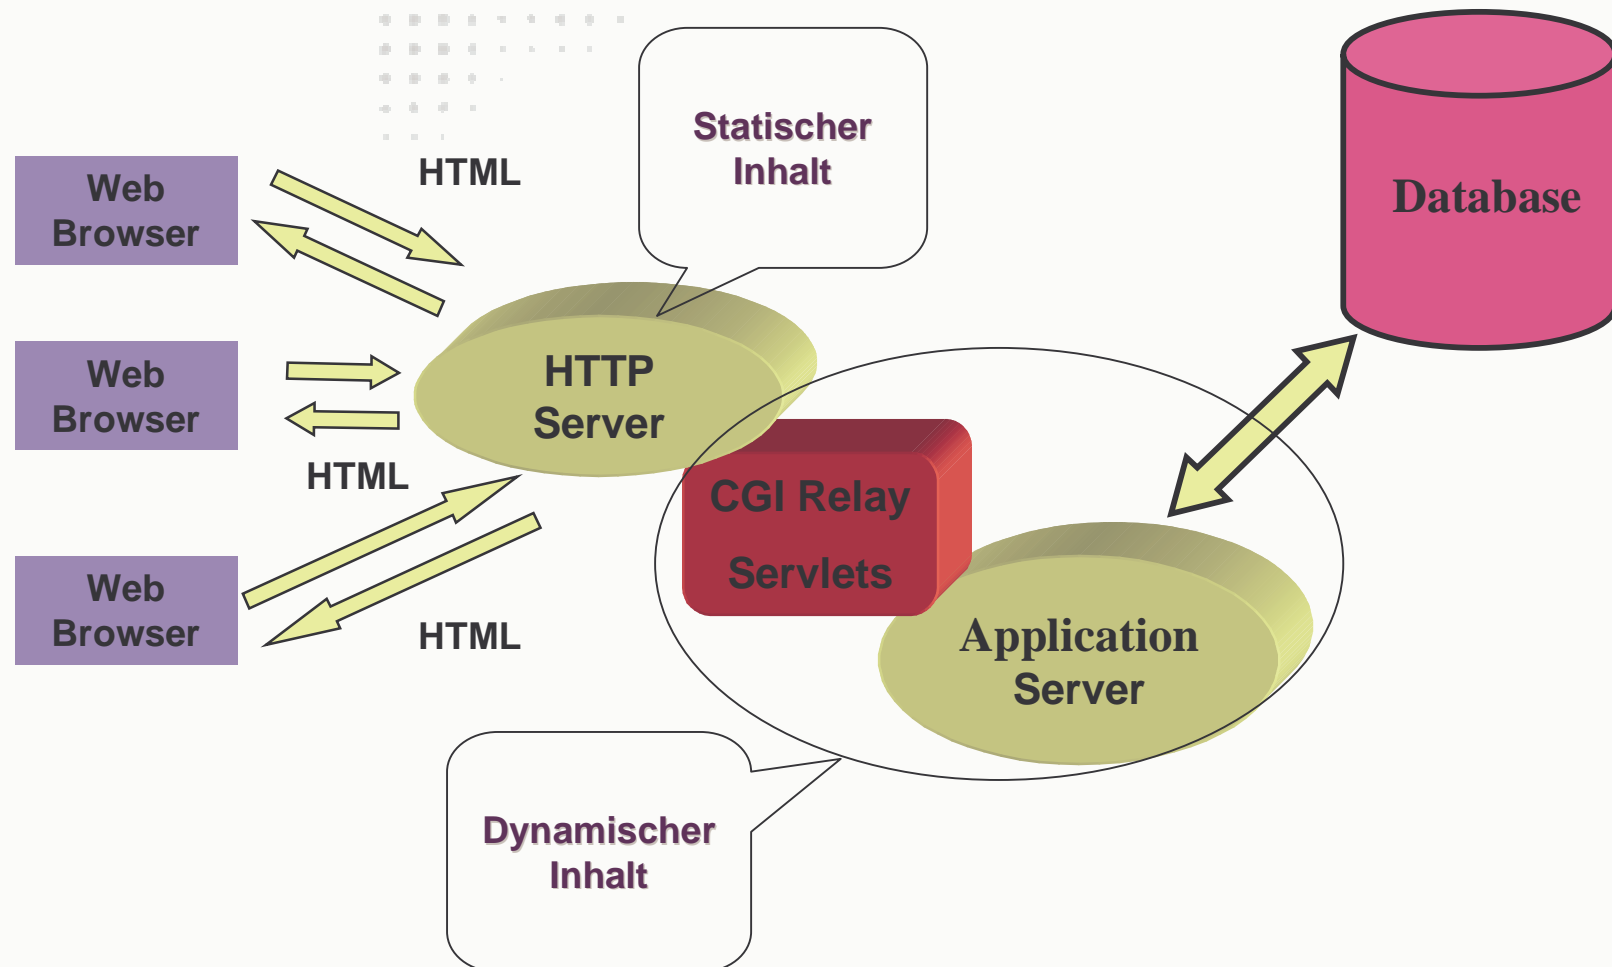 Statischer
Inhalt
HTML
Web
Browser
Database
Web
Browser
HTTP
Server
HTML
CGI Relay
Servlets
Web
Browser
HTML
Application
Server
Dynamischer
Inhalt